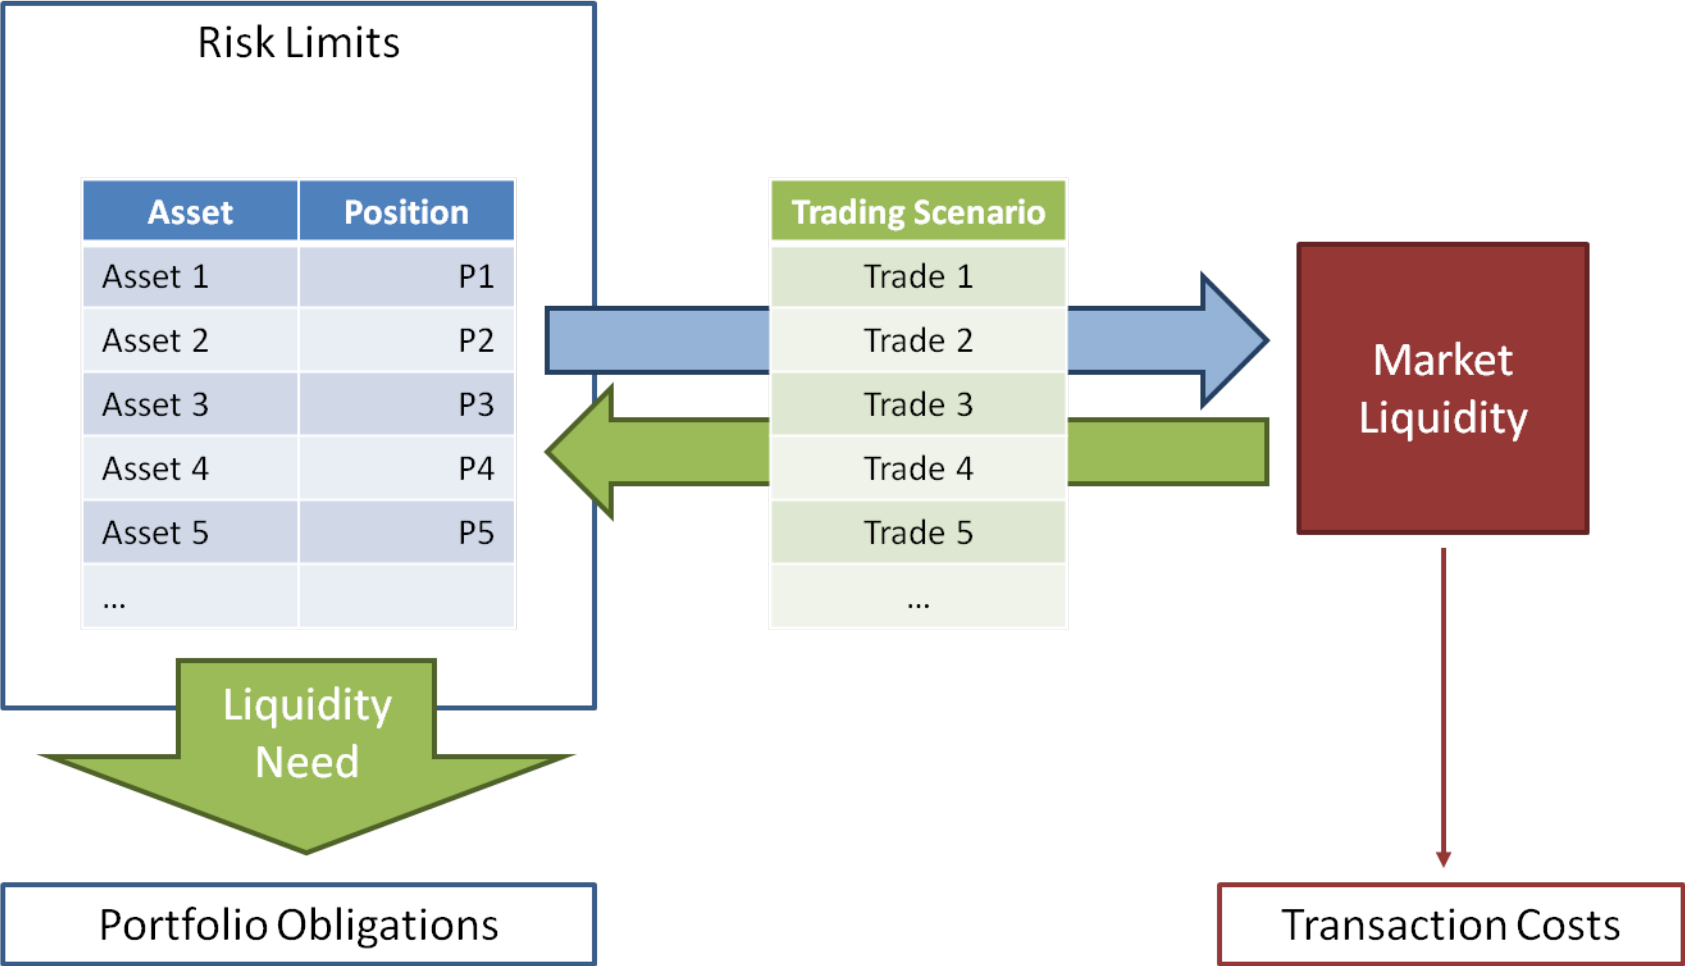 Risk Limits
Asset Position
Asset 1 P1
Asset 2 P2
Asset 3 P3
Asset 4 P4
Asset 5 P5
...
Liquidity
Need
Portfolio Obligations
Trading Scenario
Trade 1
Trade 2
Trade 3
Trade 4
Trade 5
...
Market
Liquidity
Transaction Costs